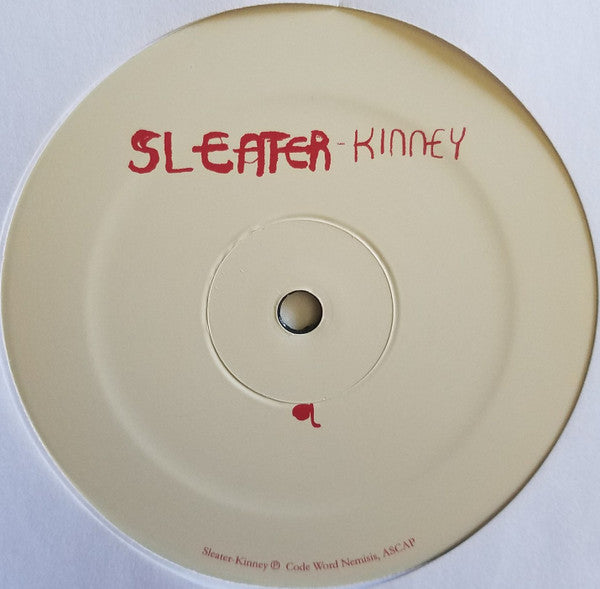 SLEATER-KINNEY
a
Sleater-Kinney ℗ Code Word Nemisis, ASCAP